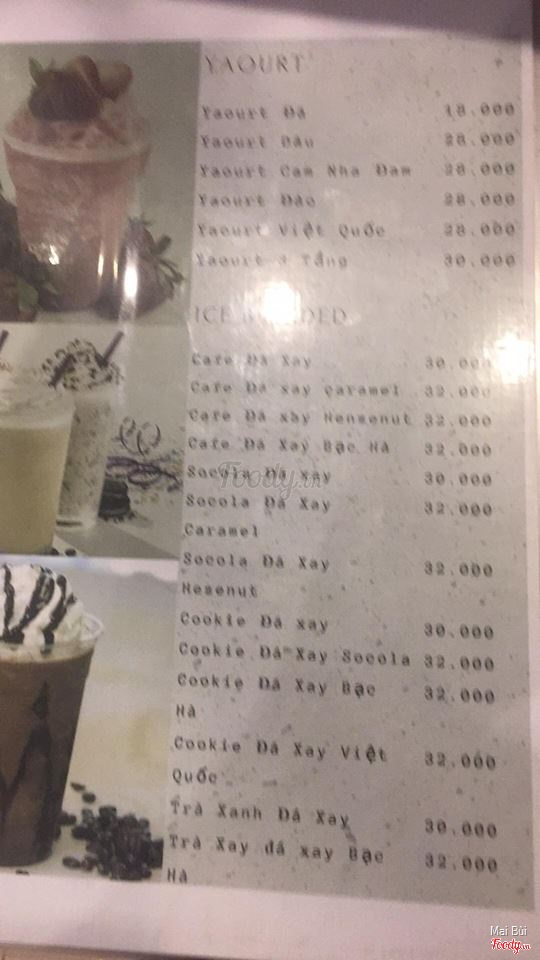 YAOURT
Yaourt Đá 18.000
Yaourt Dâu 28.000
Yaourt Cam Nha Đam 28.000
Yaourt Đào 28.000
Yaourt Việt Quốc 28.000
Yaourt 3 Tầng 30.000
ICE BLENDED
Cafe Đá Xay 30.000
Cafe Đá xay caramel 32.000
Cafe Đá xay Hensenut 32.000
Cafe Đá Xay Bạc Hà 32.000
Socola Đá xay 30.000
Socola Đá Xay 32.000
Caramel
Socola Đá Xay 32.000
Hesenut
Cookie Đá xay 30.000
Cookie Đá Xay Socola 32.000
Cookie Đá Xay Bạc 32.000
Hà
Cookie Đá Xay Việt 32.000
Quốc
Trà Xanh Đá Xay 30.000
Trà Xay đá xay Bạc 32.000
Hà
Foody.vn
Mai Bùi
Foody.vn